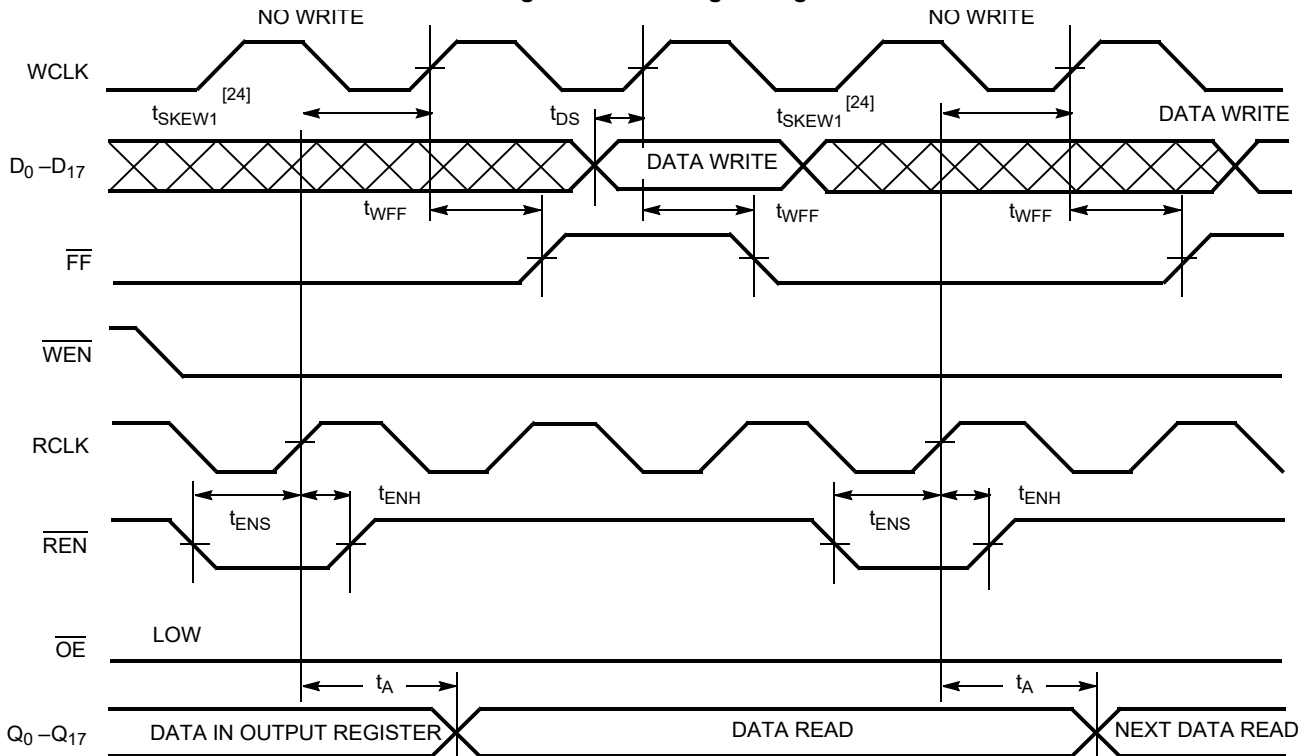 NO WRITE
NO WRITE
WCLK
tSKEW1 [24]
tDS
tSKEW1 [24]
DATA WRITE
D0 –D17
DATA WRITE
tWFF
tWFF
tWFF
FF
WEN
RCLK
tENS
tENH
tENS
tENH
REN
OE
LOW
tA
tA
Q0 –Q17
DATA IN OUTPUT REGISTER
DATA READ
NEXT DATA READ